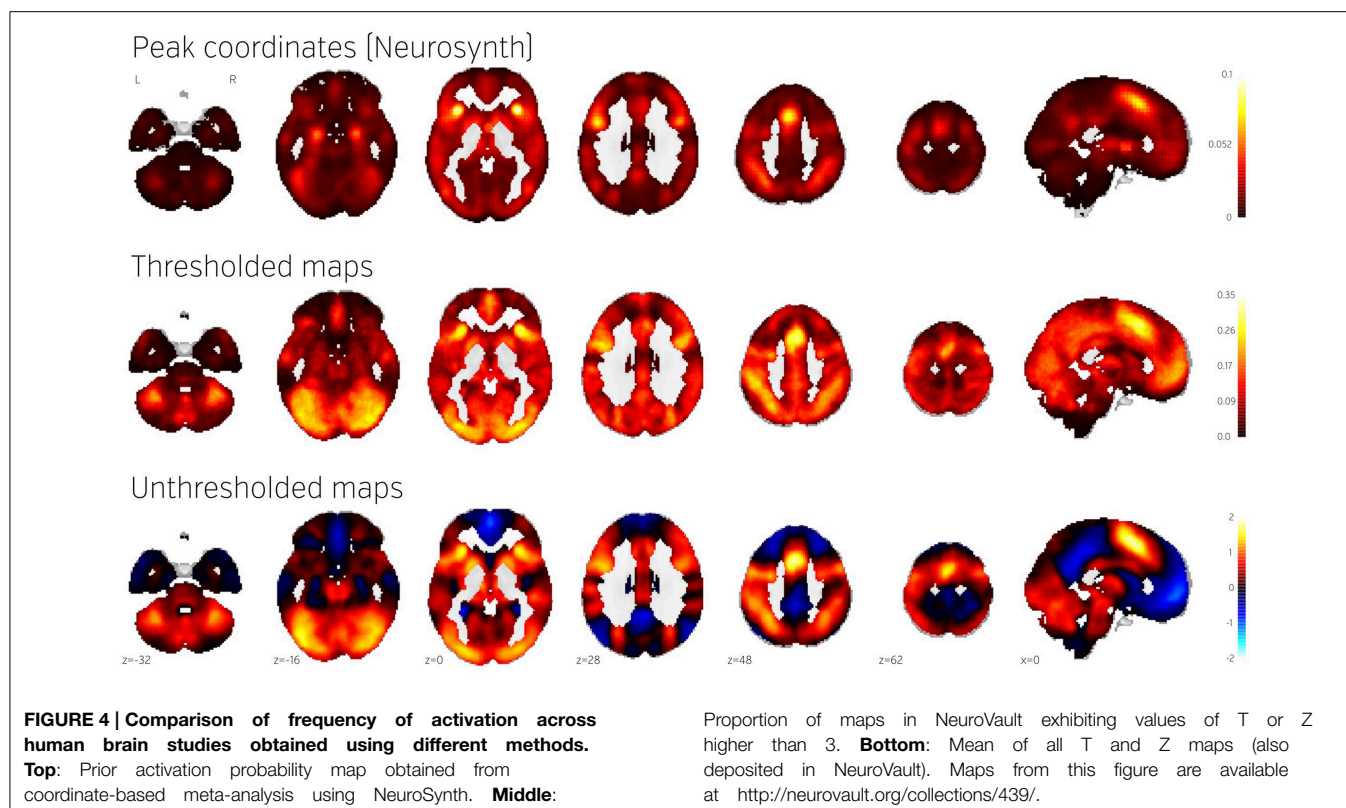 Peak coordinates (Neurosynth)
L R
0.1
0.052
0
Thresholded maps
0.35
0.26
0.17
0.09
0.0
Unthresholded maps
2
1
0
-1
-2
z=-32 z=-16 z=0 z=28 z=48 z=62 x=0
FIGURE 4 | Comparison of frequency of activation across
human brain studies obtained using different methods.
Top: Prior activation probability map obtained from
coordinate-based meta-analysis using NeuroSynth. Middle:
Proportion of maps in NeuroVault exhibiting values of T or Z
higher than 3. Bottom: Mean of all T and Z maps (also
deposited in NeuroVault). Maps from this figure are available
at http://neurovault.org/collections/439/.